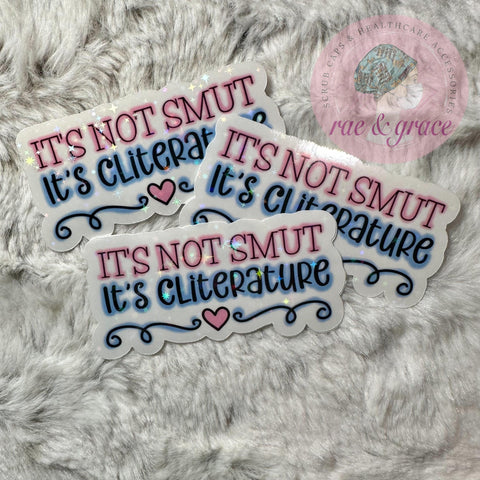 SCRUB CAPS & HEALTHCARE ACCESSORIES
rae & grace
IT'S NOT SMUT
It's CLITERATURE
IT'S NOT SMUT
It's CLITERATURE
IT'S NOT SMUT
It's CLITERATURE